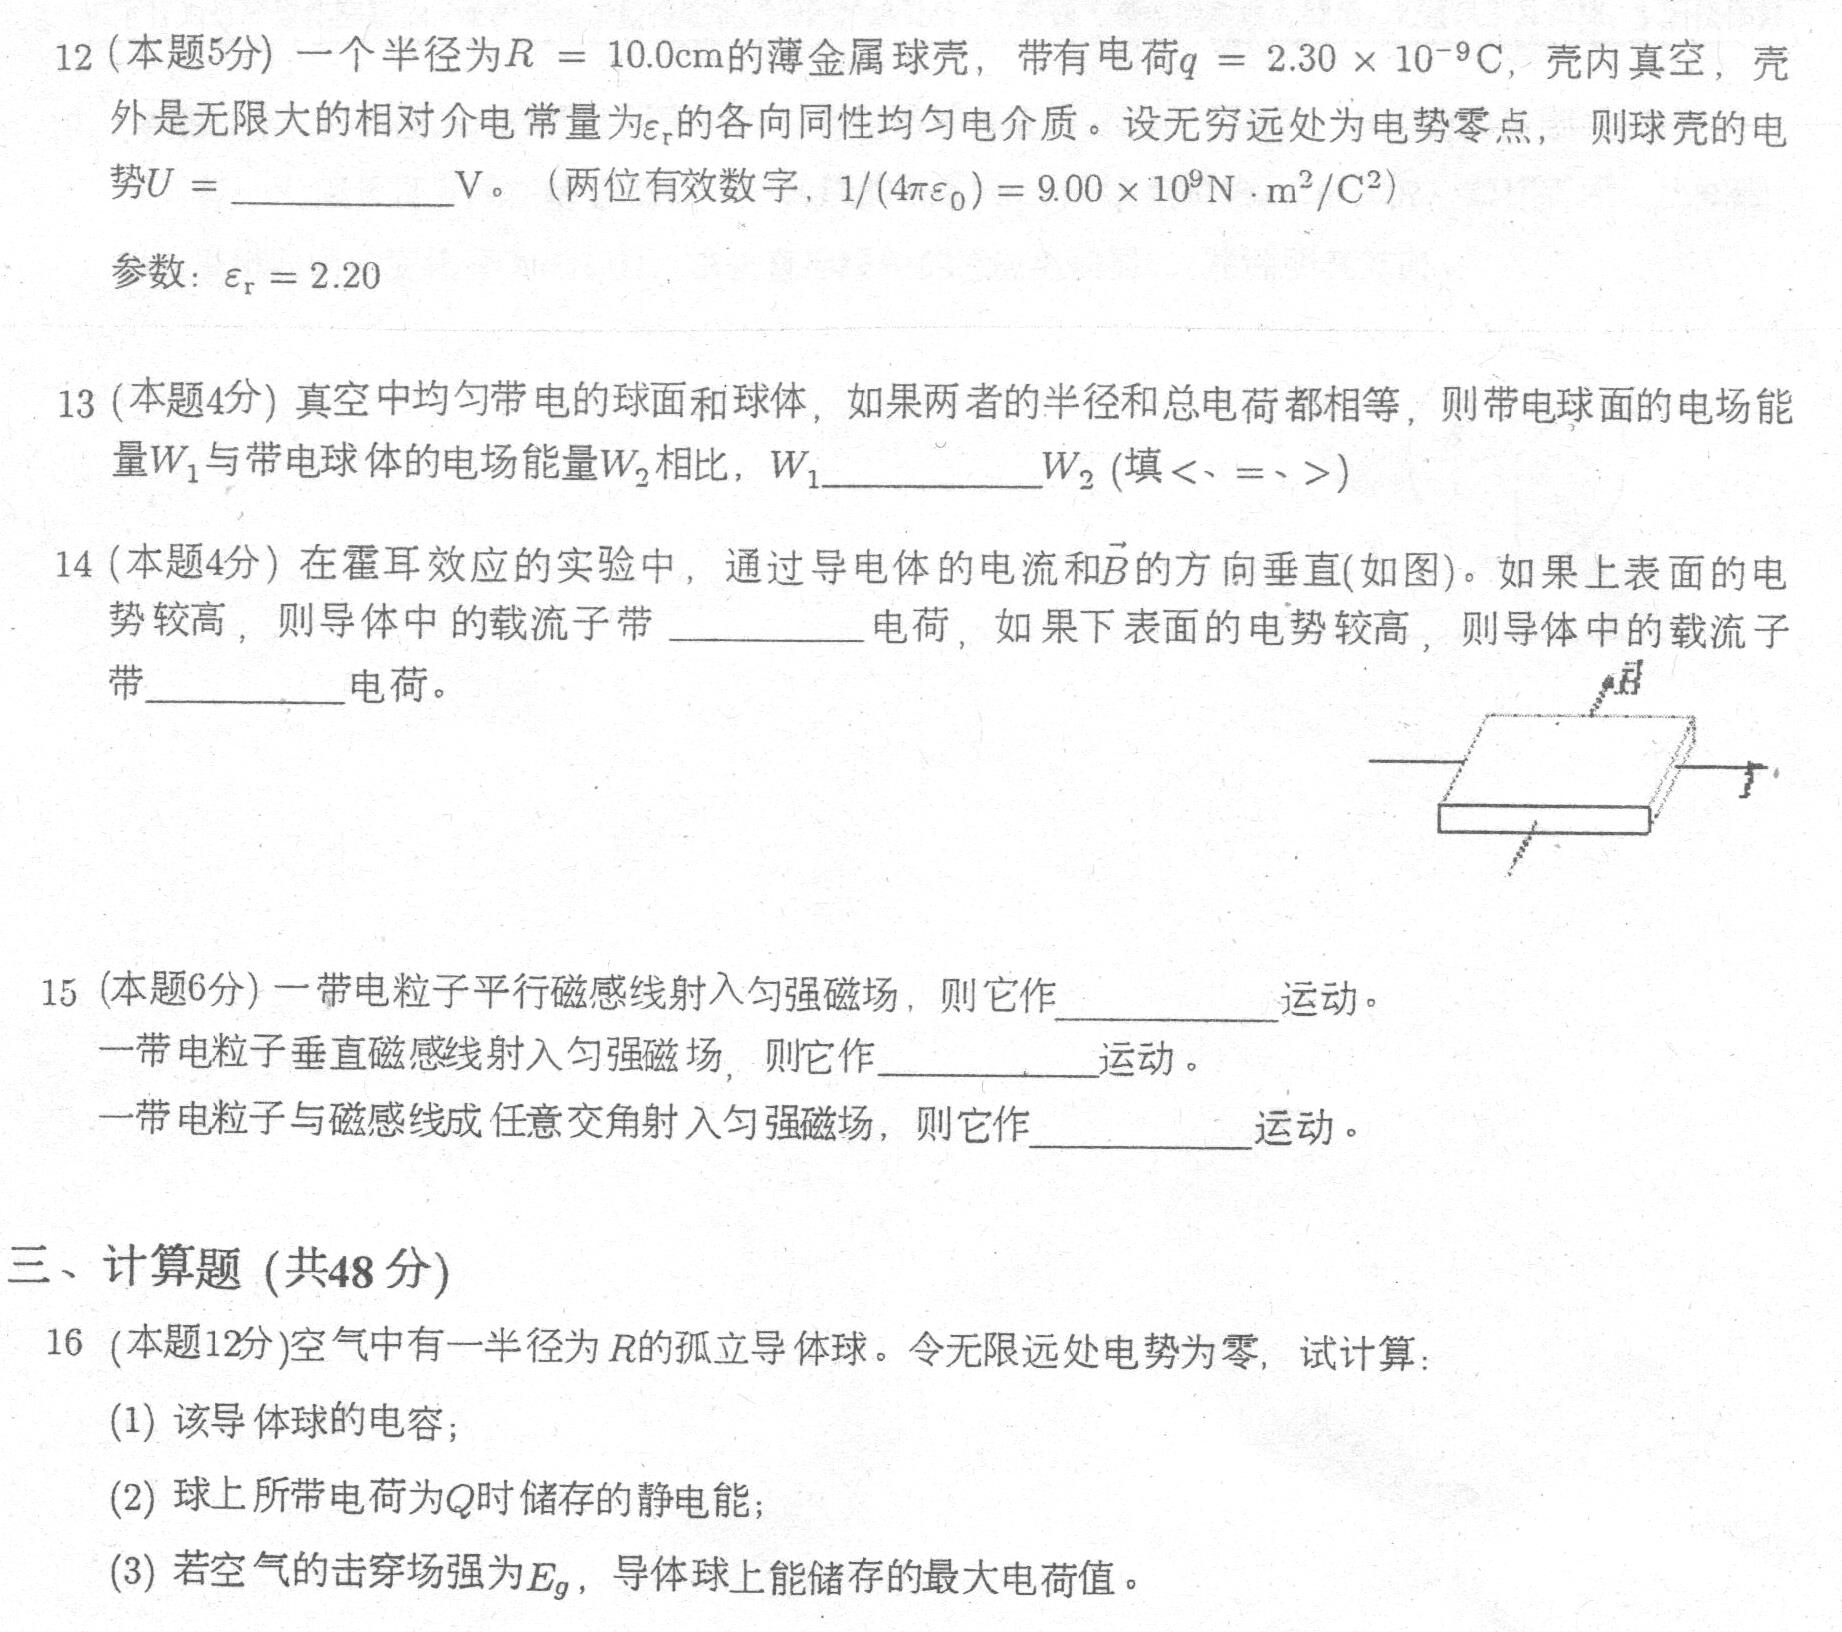 12 (本题5分) 一个半径为R = 10.0cm的薄金属球壳，带有电荷q = 2.30 × 10⁻⁹C，壳内真空，壳
外是无限大的相对介电常量为εᵣ的各向同性均匀电介质。设无穷远处为电势零点， 则球壳的电
势U = __________V。（两位有效数字，1/(4πε₀) = 9.00 × 10⁹N · m²/C²）
参数：εᵣ = 2.20
13 (本题4分) 真空中均匀带电的球面和球体，如果两者的半径和总电荷都相等，则带电球面的电场能
量W₁与带电球体的电场能量W₂相比，W₁__________W₂ (填<、=、>)
14 (本题4分) 在霍耳效应的实验中，通过导电体的电流和B⃗的方向垂直(如图)。如果上表面的电
势较高，则导体中的载流子带__________电荷，如果下表面的电势较高，则导体中的载流子
带__________电荷。
B⃗
I
15 (本题6分) 一带电粒子平行磁感线射入匀强磁场，则它作__________运动。
一带电粒子垂直磁感线射入匀强磁场，则它作__________运动。
一带电粒子与磁感线成任意交角射入匀强磁场，则它作__________运动。
三、计算题 (共48 分)
16 (本题12分)空气中有一半径为R的孤立导体球。令无限远处电势为零，试计算：
(1) 该导体球的电容；
(2) 球上所带电荷为Q时储存的静电能；
(3) 若空气的击穿场强为E_g，导体球上能储存的最大电荷值。